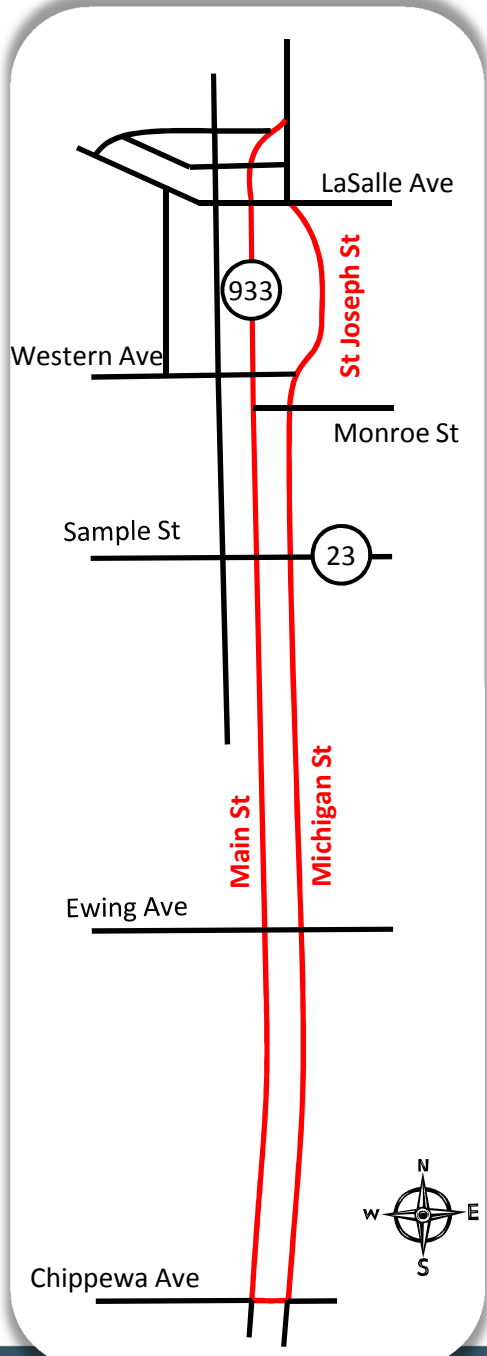 LaSalle Ave
933
St Joseph St
Western Ave
Monroe St
Sample St
23
Main St
Michigan St
Ewing Ave
N
W
E
S
Chippewa Ave